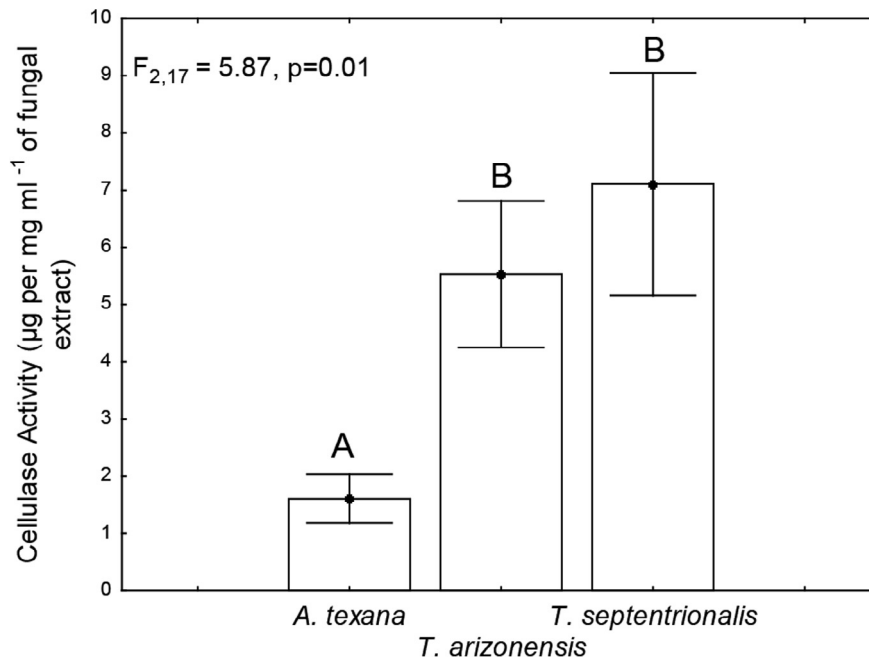 10
9
8
7
6
5
4
3
2
1
0
Cellulase Activity (µg per mg ml⁻¹ of fungal
extract)
F₂,₁₇ = 5.87, p=0.01
A
B
B
A. texana
T. arizonensis
T. septentrionalis